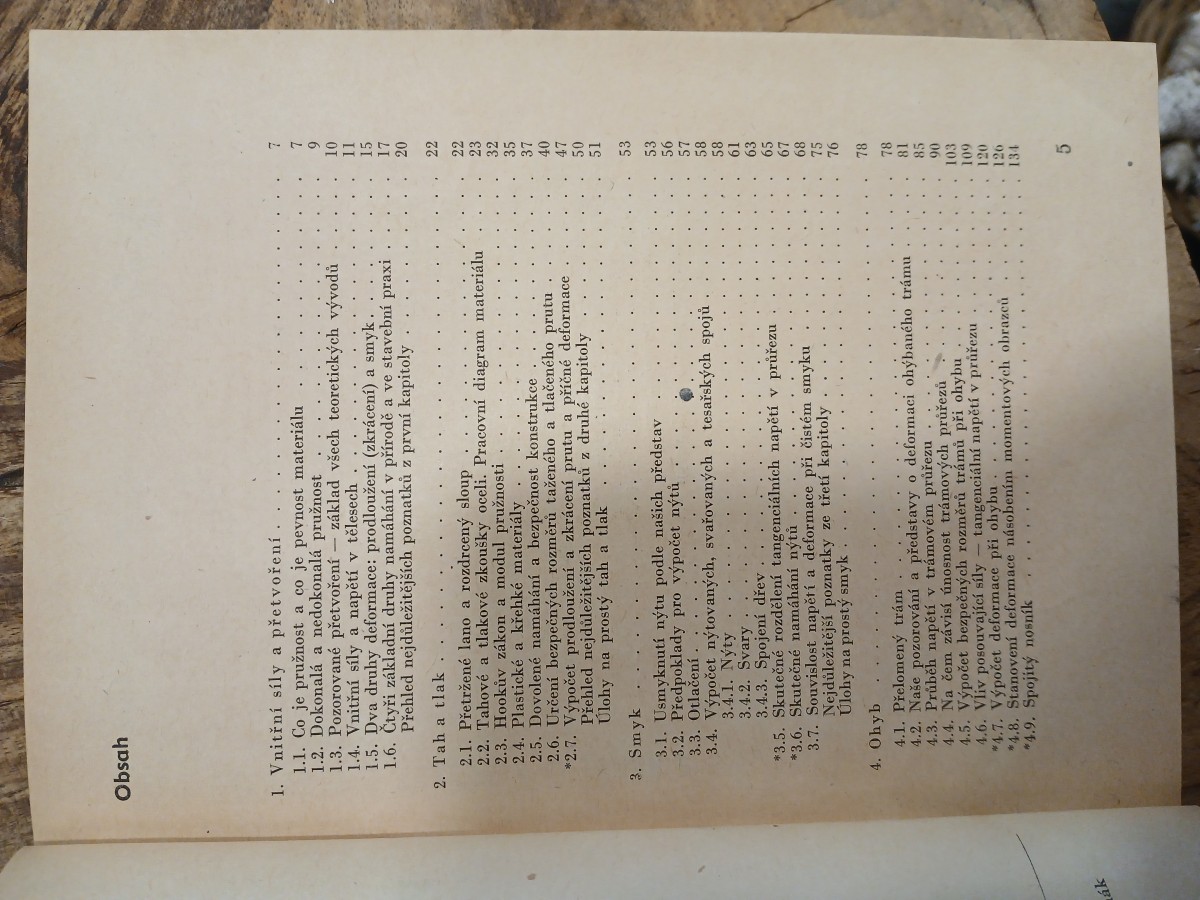 Obsah
1. Vnitřní síly a přetvoření . . . . . . . . . . . . . . . . . . . 7
1.1. Co je pružnost a co je pevnost materiálu . . . . . . . . . . . 7
1.2. Dokonalá a nedokonalá pružnost . . . . . . . . . . . . . . 9
1.3. Pozorované přetvoření — základ všech teoretických vývodů . . . . 10
1.4. Vnitřní síly a napětí v tělesech . . . . . . . . . . . . . . . 11
1.5. Dva druhy deformace: prodloužení (zkrácení) a smyk . . . . . . . 15
1.6. Čtyři základní druhy namáhání v přírodě a ve stavební praxi . . . . 17
Přehled nejdůležitějších poznatků z první kapitoly . . . . . . . . 20
2. Tah a tlak . . . . . . . . . . . . . . . . . . . . . . . . 22
2.1. Přetržené lano a rozdrcený sloup . . . . . . . . . . . . . . 22
2.2. Tahové a tlakové zkoušky oceli. Pracovní diagram materiálu . . . . 23
2.3. Hookův zákon a modul pružnosti . . . . . . . . . . . . . . 32
2.4. Plastické a křehké materiály . . . . . . . . . . . . . . . . 35
2.5. Dovolené namáhání a bezpečnost konstrukce . . . . . . . . . . 37
2.6. Určení bezpečných rozměrů taženého a tlačeného prutu . . . . . . 40
*2.7. Výpočet prodloužení a zkrácení prutu a příčné deformace . . . . . 47
Přehled nejdůležitějších poznatků z druhé kapitoly . . . . . . . . 50
Úlohy na prostý tah a tlak . . . . . . . . . . . . . . . . . 51
3. Smyk . . . . . . . . . . . . . . . . . . . . . . . . . . 53
3.1. Usmyknutí nýtu podle našich představ . . . . . . . . . . . . 53
3.2. Předpoklady pro výpočet nýtů . . . . . . . . . . . . . . . 56
3.3. Otlačení . . . . . . . . . . . . . . . . . . . . . . . 57
3.4. Výpočet nýtovaných, svařovaných a tesařských spojů . . . . . . . 58
3.4.1. Nýty . . . . . . . . . . . . . . . . . . . . . . 58
3.4.2. Svary . . . . . . . . . . . . . . . . . . . . . . 61
3.4.3. Spojení dřev . . . . . . . . . . . . . . . . . . . 63
*3.5. Skutečné rozdělení tangenciálních napětí v průřezu . . . . . . . 65
*3.6. Skutečné namáhání nýtů . . . . . . . . . . . . . . . . . 67
3.7. Souvislost napětí a deformace při čistém smyku . . . . . . . . . 68
Nejdůležitější poznatky ze třetí kapitoly . . . . . . . . . . . . 75
Úlohy na prostý smyk . . . . . . . . . . . . . . . . . . . 76
4. Ohyb . . . . . . . . . . . . . . . . . . . . . . . . . . 78
4.1. Přelomený trám . . . . . . . . . . . . . . . . . . . . 78
4.2. Naše pozorování a představy o deformaci ohýbaného trámu . . . . 81
4.3. Průběh napětí v trámovém průřezu . . . . . . . . . . . . . . 85
4.4. Na čem závisí únosnost trámových průřezů . . . . . . . . . . . 90
4.5. Výpočet bezpečných rozměrů trámů při ohybu . . . . . . . . . 103
4.6. Vliv posouvající síly — tangenciální napětí v průřezu . . . . . . . 109
*4.7. Výpočet deformace při ohybu . . . . . . . . . . . . . . . 120
*4.8. Stanovení deformace násobením momentových obrazců . . . . . . 126
*4.9. Spojitý nosník . . . . . . . . . . . . . . . . . . . . . 134
5